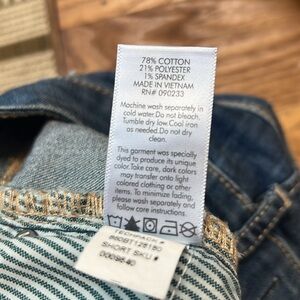 78% COTTON
21% POLYESTER
1% SPANDEX
MADE IN VIETNAM
RN# 090233
Machine wash separately in
cold water.Do not bleach.
Tumble dry low.Cool iron
as needed.Do not dry
clean.
This garment was specially
dyed to produce its unique
color.Take care, dark colors
may transfer onto light
colored clothing or other
items. To minimize fading,
please wash separately and
follow care instructions.
SHORT SKU #
0009840